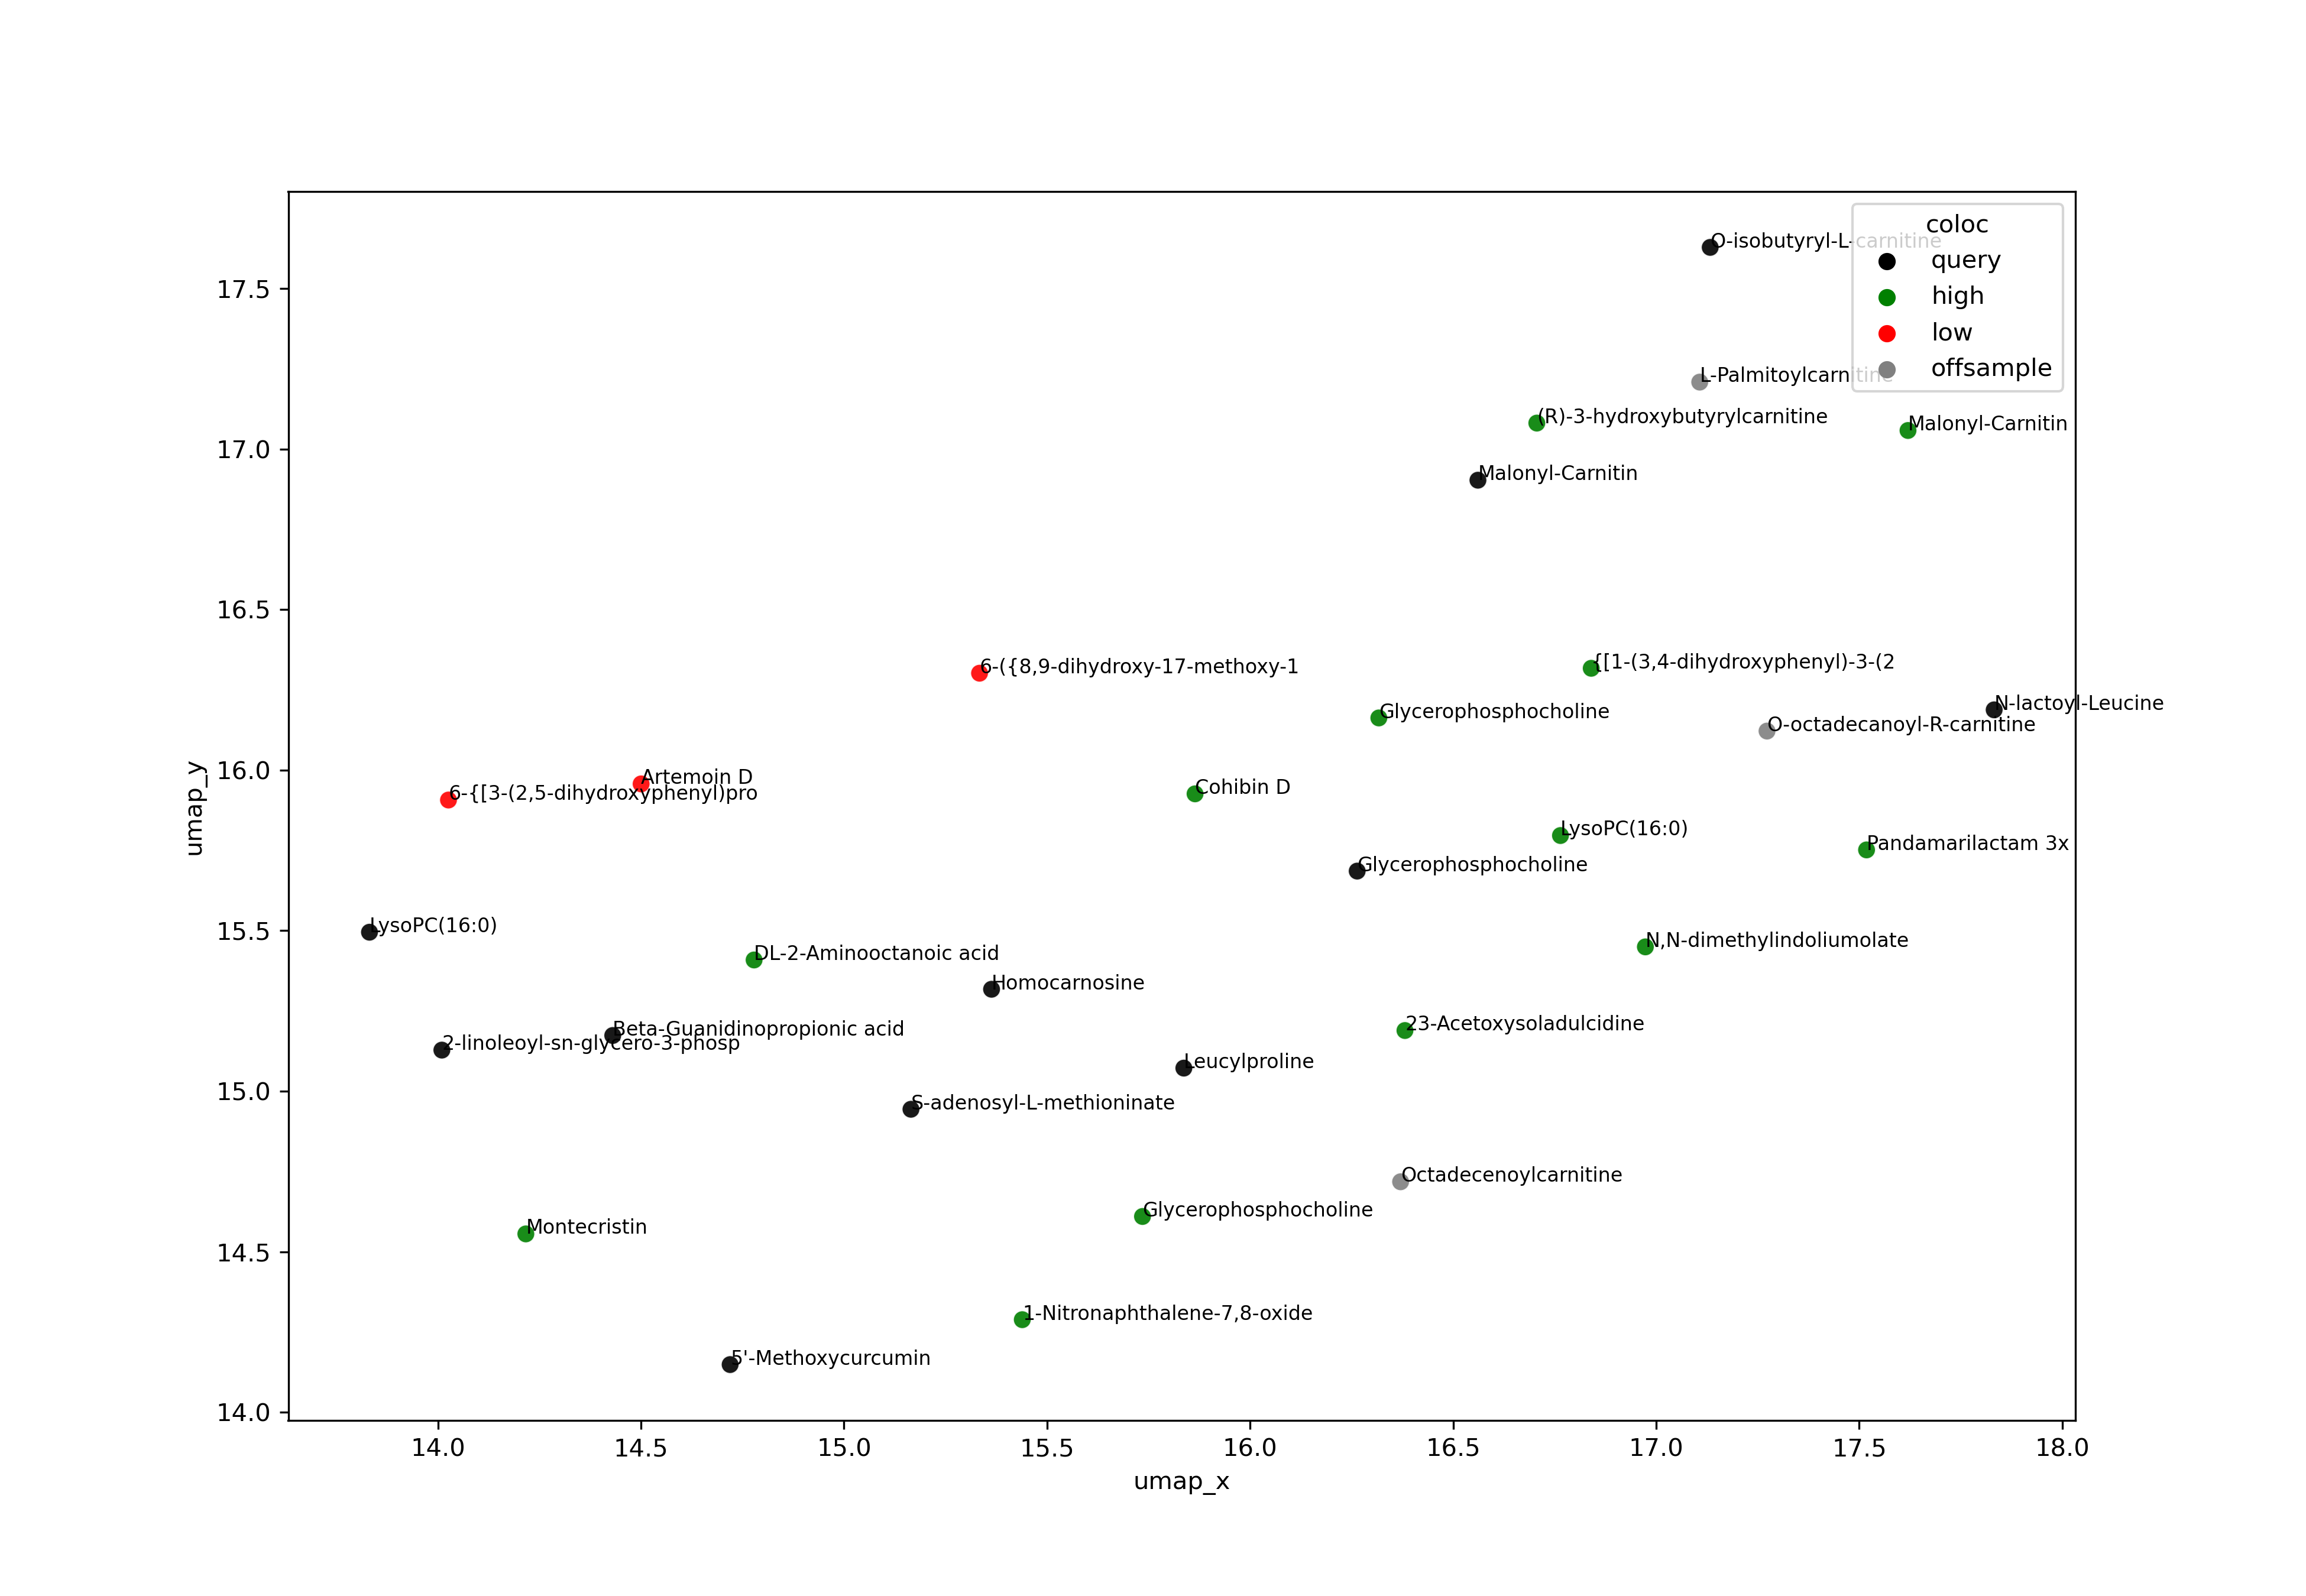 O-isobutyryl-L-carnitine
coloc
query
high
low
offsample
L-Palmitoylcarnitine
(R)-3-hydroxybutyrylcarnitine
Malonyl-Carnitin
Malonyl-Carnitin
6-({8,9-dihydroxy-17-methoxy-1
{[1-(3,4-dihydroxyphenyl)-3-(2
Glycerophosphocholine
N-lactoyl-Leucine
O-octadecanoyl-R-carnitine
Artemoin D
6-{[3-(2,5-dihydroxyphenyl)pro
Cohibin D
LysoPC(16:0)
Pandamarilactam 3x
Glycerophosphocholine
LysoPC(16:0)
DL-2-Aminooctanoic acid
N,N-dimethylindoliumolate
Homocarnosine
Beta-Guanidinopropionic acid
2-linoleoyl-sn-glycero-3-phosp
23-Acetoxysoladulcidine
Leucylproline
S-adenosyl-L-methioninate
Octadecenoylcarnitine
Glycerophosphocholine
Montecristin
1-Nitronaphthalene-7,8-oxide
5'-Methoxycurcumin
17.5
17.0
16.5
16.0
15.5
15.0
14.5
14.0
umap_y
14.0 14.5 15.0 15.5 16.0 16.5 17.0 17.5 18.0
umap_x